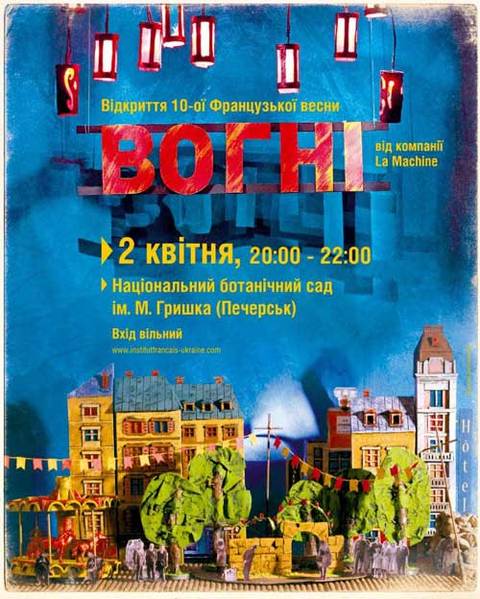 Відкриття 10-ої Французької весни
ВОГНІ
від компанії
La Machine
2 квітня, 20:00 - 22:00
Національний ботанічний сад
ім. М. Гришка (Печерськ)
Вхід вільний
www.institutfrancais-ukraine.com
Hôtel